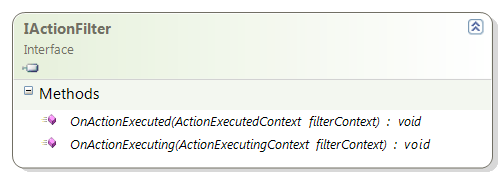 IActionFilter
Interface
Methods
OnActionExecuted(ActionExecutedContext filterContext) : void
OnActionExecuting(ActionExecutingContext filterContext) : void